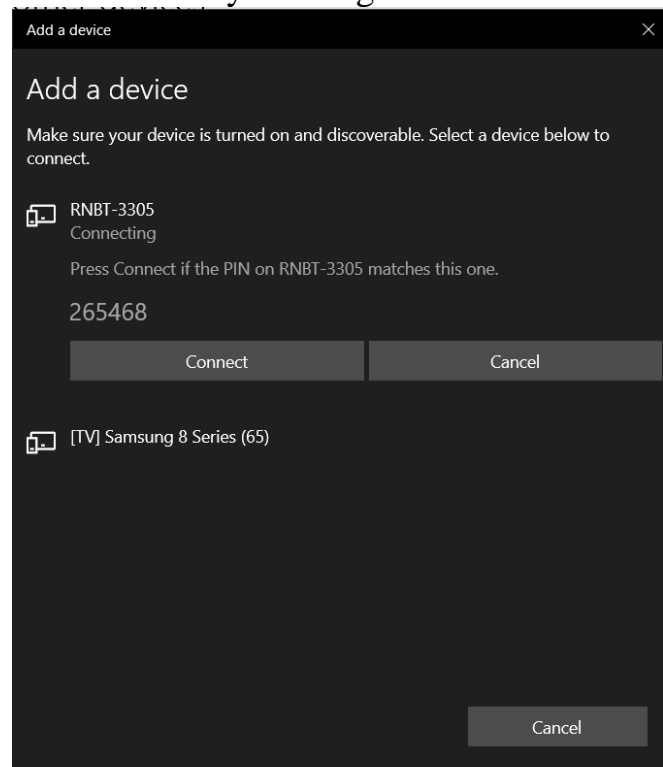 Add a device
Add a device
Make sure your device is turned on and discoverable. Select a device below to
connect.
RNBT-3305
Connecting
Press Connect if the PIN on RNBT-3305 matches this one.
265468
Connect Cancel
[TV] Samsung 8 Series (65)
Cancel